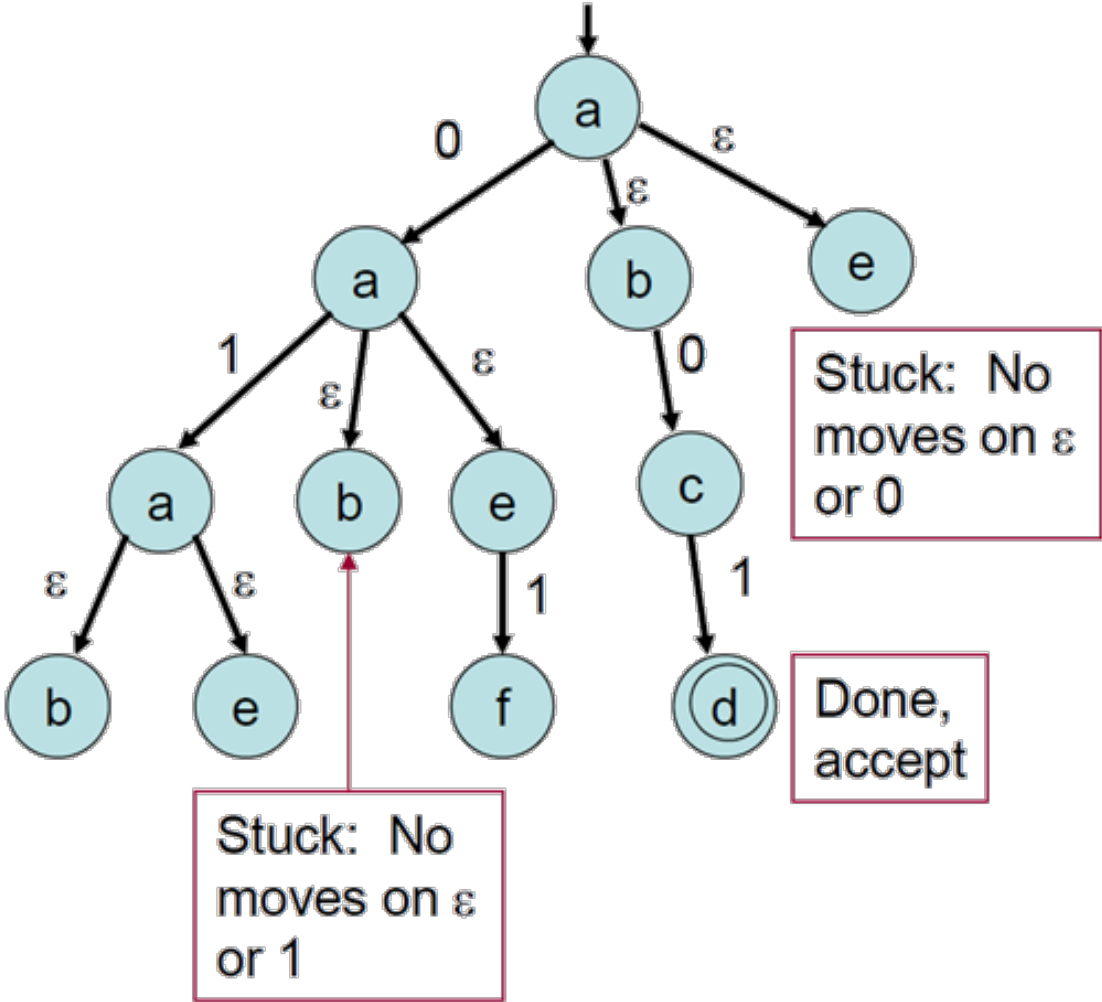 a
0
ε
ε
a
b
e
1
ε
ε
0
Stuck: No
moves on ε
or 0
a
b
e
c
ε
ε
1
1
b
e
f
d
Done,
accept
Stuck: No
moves on ε
or 1